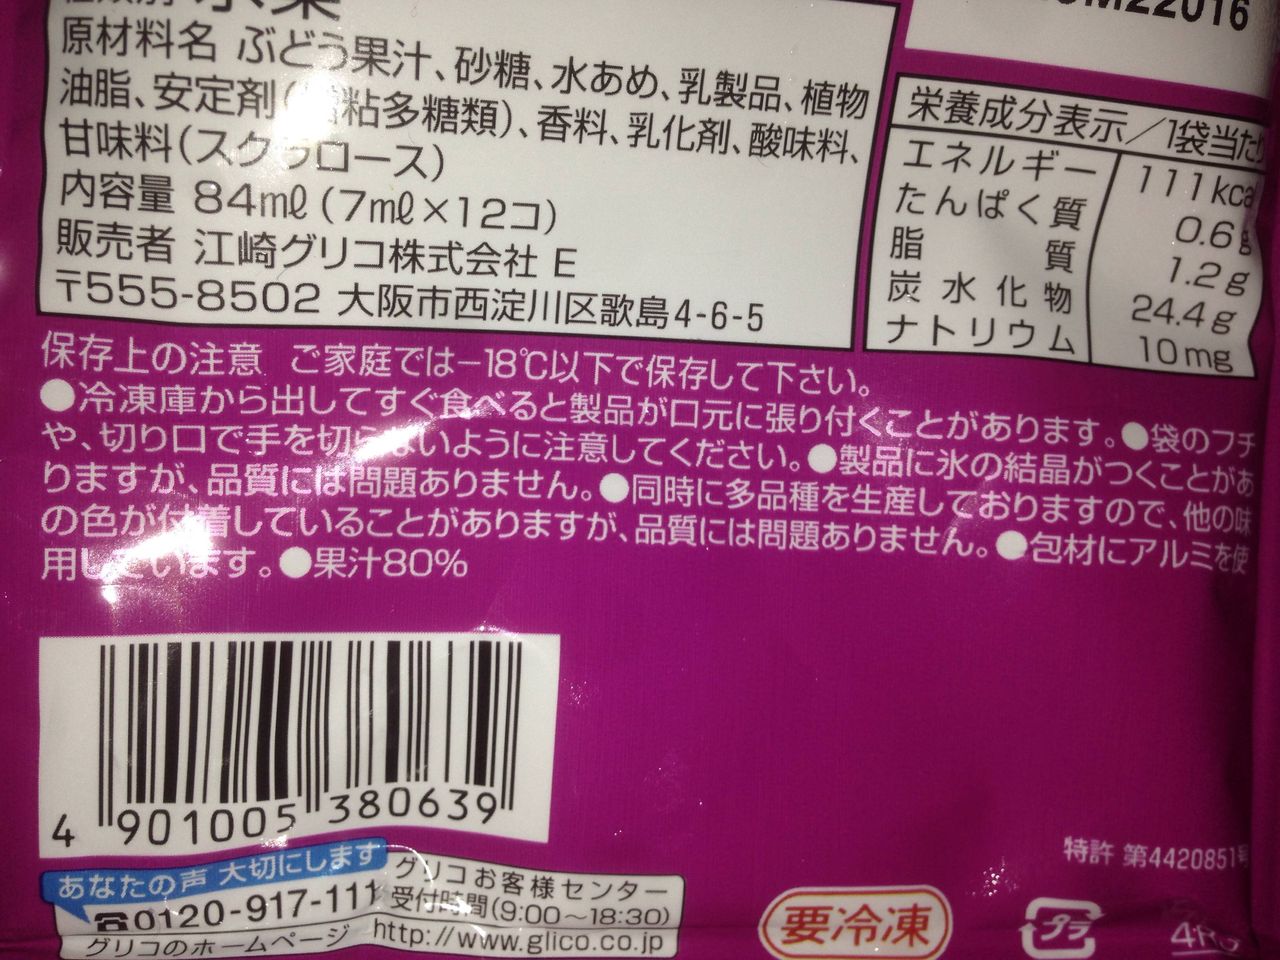 氷菓
原材料名 ぶどう果汁、砂糖、水あめ、乳製品、植物
油脂、安定剤(増粘多糖類)、香料、乳化剤、酸味料、
甘味料(スクラロース)
内容量 84mℓ(7mℓ×12コ)
販売者 江崎グリコ株式会社 E
〒555-8502 大阪市西淀川区歌島4-6-5
22016
栄養成分表示/1袋当たり
エネルギー 111kcal
たんぱく質 0.6g
脂質 1.2g
炭水化物 24.4g
ナトリウム 10mg
保存上の注意 ご家庭では-18℃以下で保存して下さい。
●冷凍庫から出してすぐ食べると製品が口元に張り付くことがあります。●袋のフチ
や、切り口で手を切らないように注意してください。●製品に氷の結晶がつくことがあ
りますが、品質には問題ありません。●同時に多品種を生産しておりますので、他の味
の色が付着していることがありますが、品質には問題ありません。●包材にアルミを使
用しています。●果汁80%
4 901005 380639
あなたの声 大切にします
グリコお客様センター
0120-917-111 受付時間(9:00〜18:30)
グリコのホームページ http://www.glico.co.jp
特許 第4420851号
要冷凍
プラ